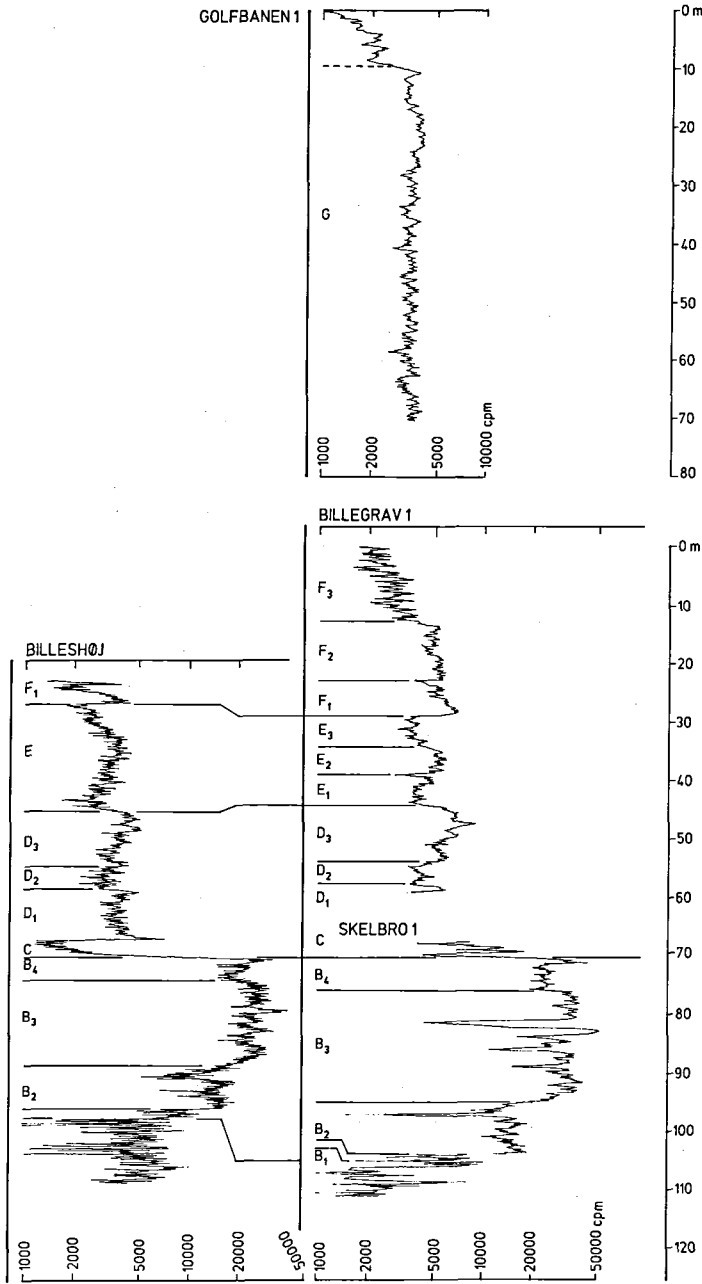 GOLFBANEN 1
0 m
10
20
30
40
50
60
70
80
G
1000
2000
5000
10000 cpm
BILLEGRAV 1
0 m
10
20
30
40
50
60
70
80
90
100
110
120
F3
F2
F1
E3
E2
E1
D3
D2
D1
SKELBRO 1
C
B4
B3
B2
B1
1000
2000
5000
10000
20000
50000 cpm
BILLESHØJ
F1
E
D3
D2
D1
C
B4
B3
B2
1000
2000
5000
10000
20000
50000